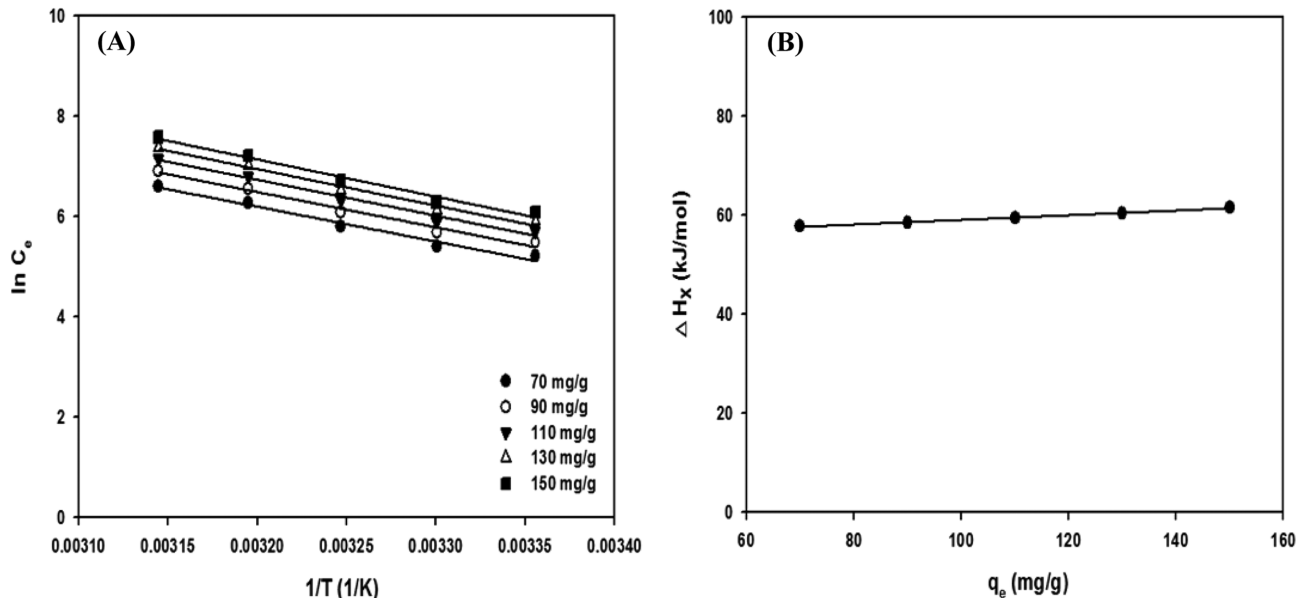 (A)
10
8
6
4
2
0
ln Cₑ
0.00310 0.00315 0.00320 0.00325 0.00330 0.00335 0.00340
1/T (1/K)
70 mg/g
90 mg/g
110 mg/g
130 mg/g
150 mg/g
(B)
100
80
60
40
20
0
△ Hₓ (kJ/mol)
60 80 100 120 140 160
qₑ (mg/g)